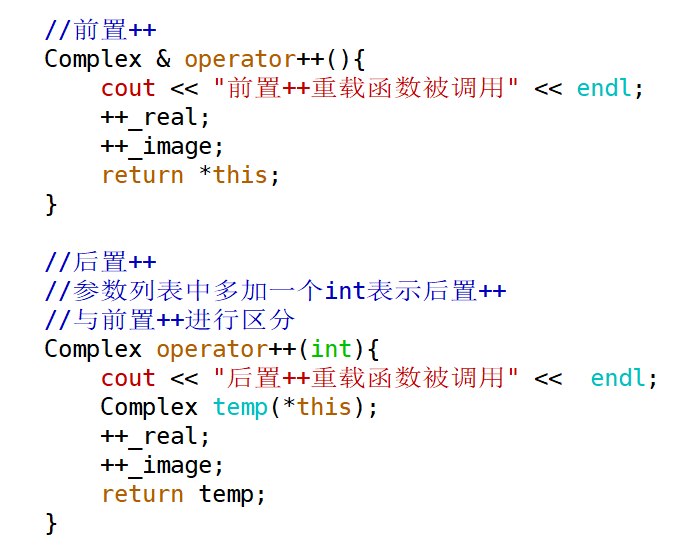 //前置++
Complex & operator++(){
    cout << "前置++重载函数被调用" << endl;
    ++_real;
    ++_image;
    return *this;
}

//后置++
//参数列表中多加一个int表示后置++
//与前置++进行区分
Complex operator++(int){
    cout << "后置++重载函数被调用" <<  endl;
    Complex temp(*this);
    ++_real;
    ++_image;
    return temp;
}